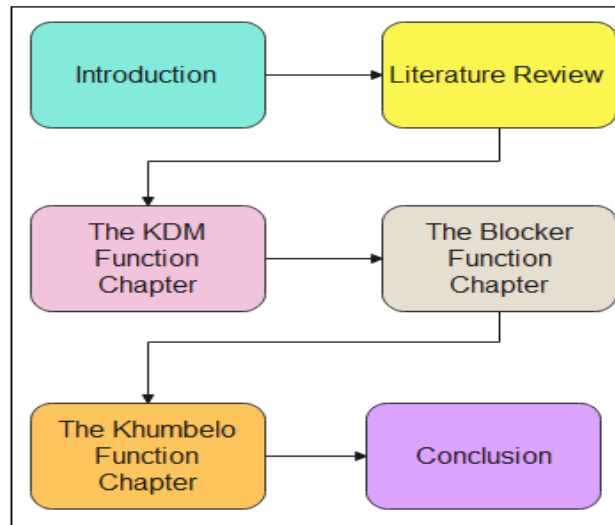 Introduction
Literature Review
The KDM
Function
Chapter
The Blocker
Function
Chapter
The Khumbelo
Function
Chapter
Conclusion